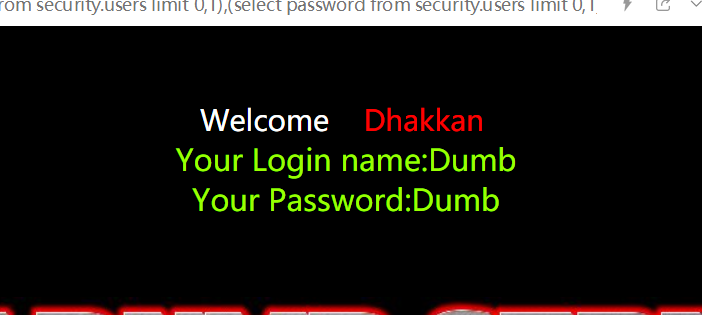 from security.users limit 0,1),(select password from security.users limit 0,1
Welcome Dhakkan
Your Login name:Dumb
Your Password:Dumb